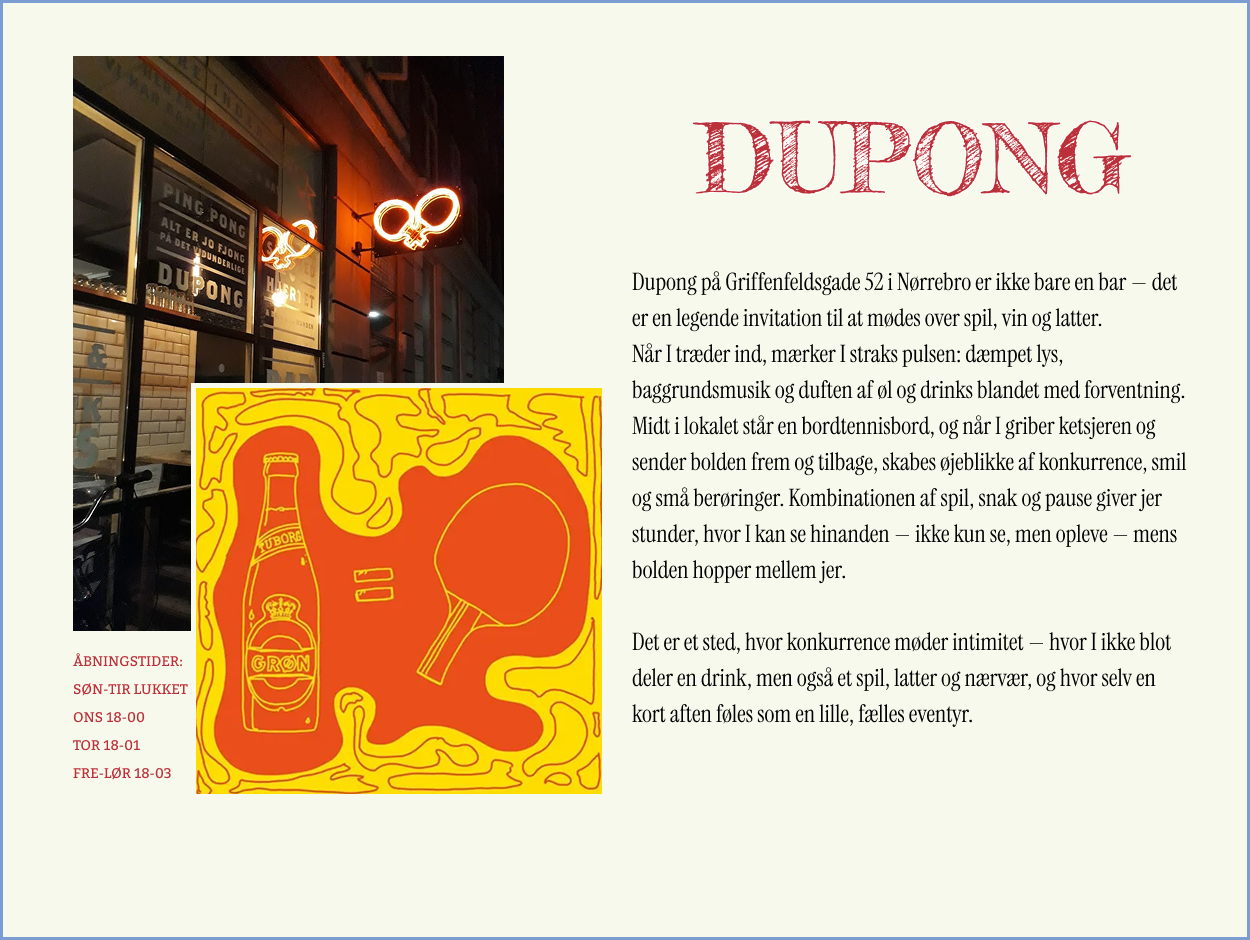 PING PONG
ALT ER JO FJONG
PÅ DET VIDUNDERLIGE
DUPONG
&
TUBORG
GRØN
ÅBNINGSTIDER:
SØN-TIR LUKKET
ONS 18-00
TOR 18-01
FRE-LØR 18-03
DUPONG
Dupong på Griffenfeldsgade 52 i Nørrebro er ikke bare en bar – det
er en legende invitation til at mødes over spil, vin og latter.
Når I træder ind, mærker I straks pulsen: dæmpet lys,
baggrundsmusik og duften af øl og drinks blandet med forventning.
Midt i lokalet står en bordtennisbord, og når I griber ketsjeren og
sender bolden frem og tilbage, skabes øjeblikke af konkurrence, smil
og små berøringer. Kombinationen af spil, snak og pause giver jer
stunder, hvor I kan se hinanden – ikke kun se, men opleve – mens
bolden hopper mellem jer.
Det er et sted, hvor konkurrence møder intimitet – hvor I ikke blot
deler en drink, men også et spil, latter og nærvær, og hvor selv en
kort aften føles som en lille, fælles eventyr.